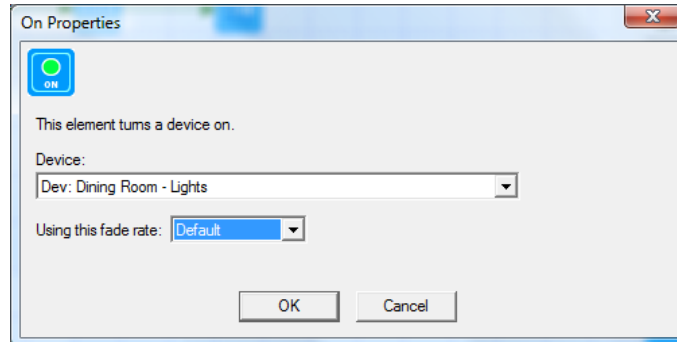 On Properties
ON
This element turns a device on.
Device:
Dev: Dining Room - Lights
Using this fade rate: Default
OK Cancel